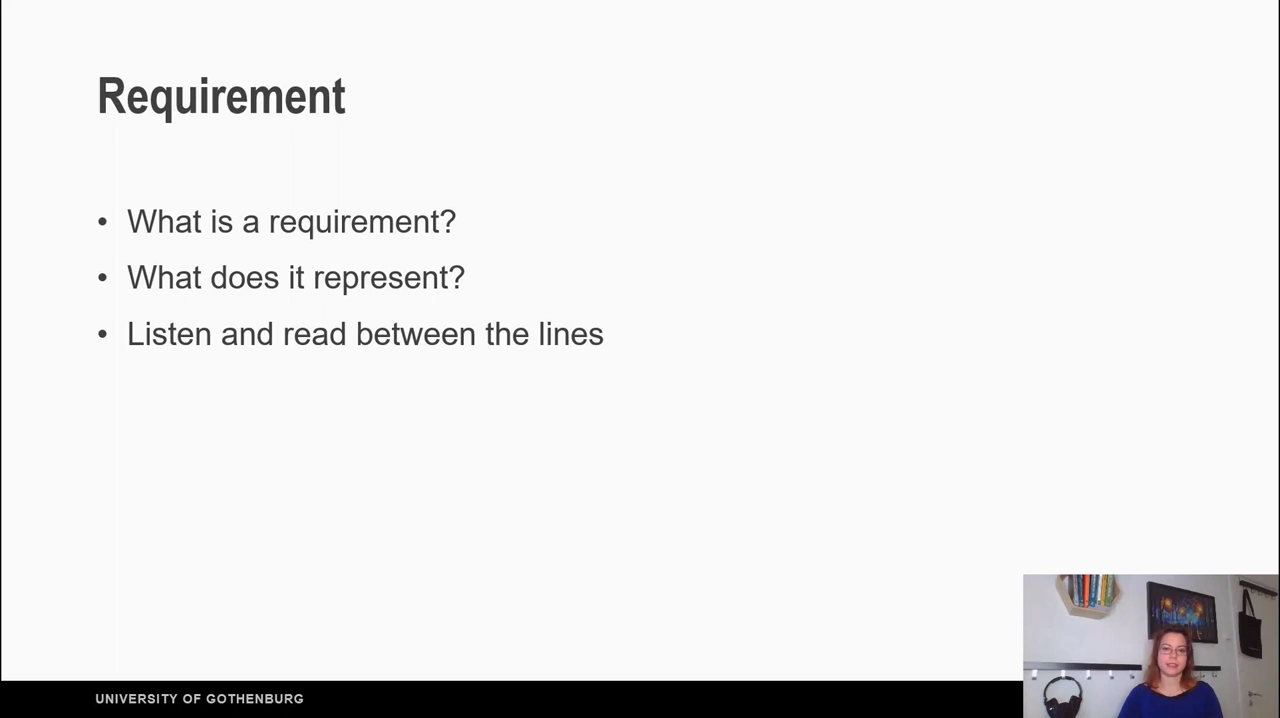 Requirement
• What is a requirement?
• What does it represent?
• Listen and read between the lines
UNIVERSITY OF GOTHENBURG